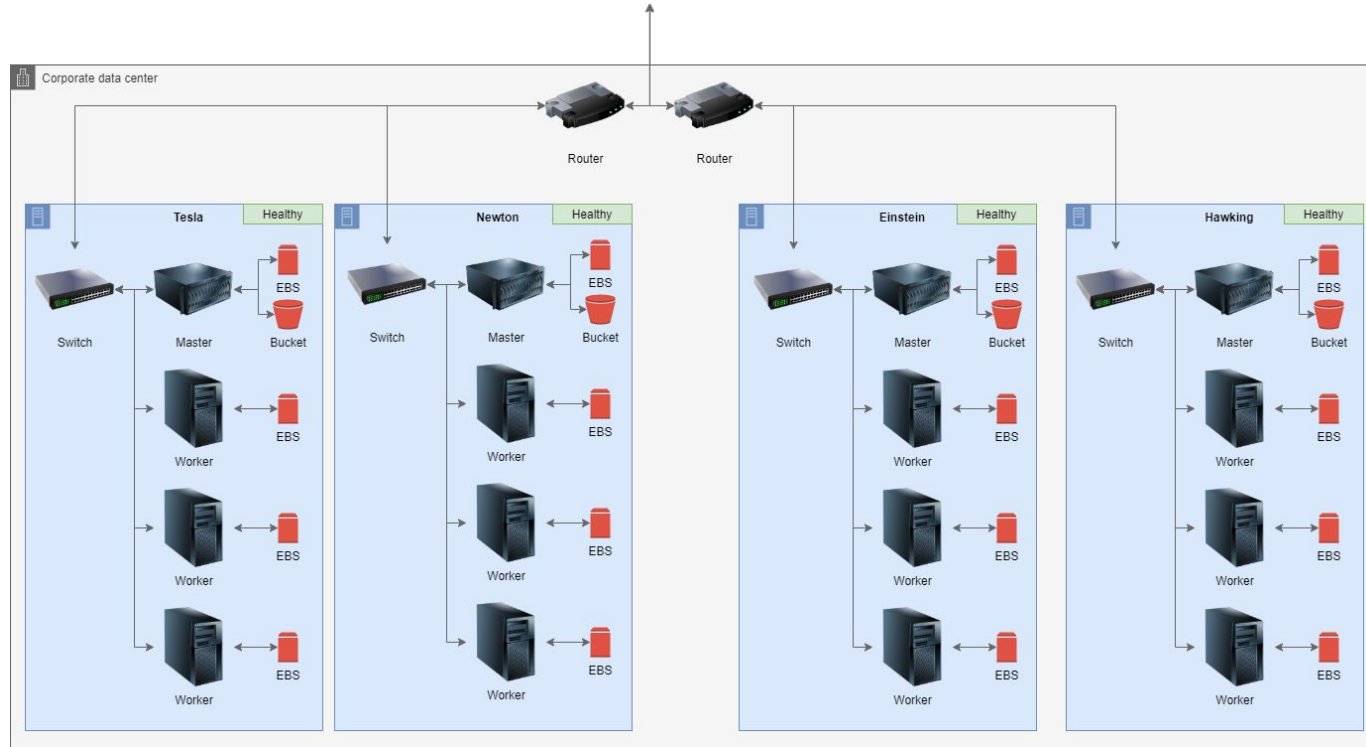 Corporate data center
Router
Router
Tesla
Healthy
EBS
Switch
Master
Bucket
Worker
EBS
Worker
EBS
Worker
EBS
Newton
Healthy
EBS
Switch
Master
Bucket
Worker
EBS
Worker
EBS
Worker
EBS
Einstein
Healthy
EBS
Switch
Master
Bucket
Worker
EBS
Worker
EBS
Worker
EBS
Hawking
Healthy
EBS
Switch
Master
Bucket
Worker
EBS
Worker
EBS
Worker
EBS